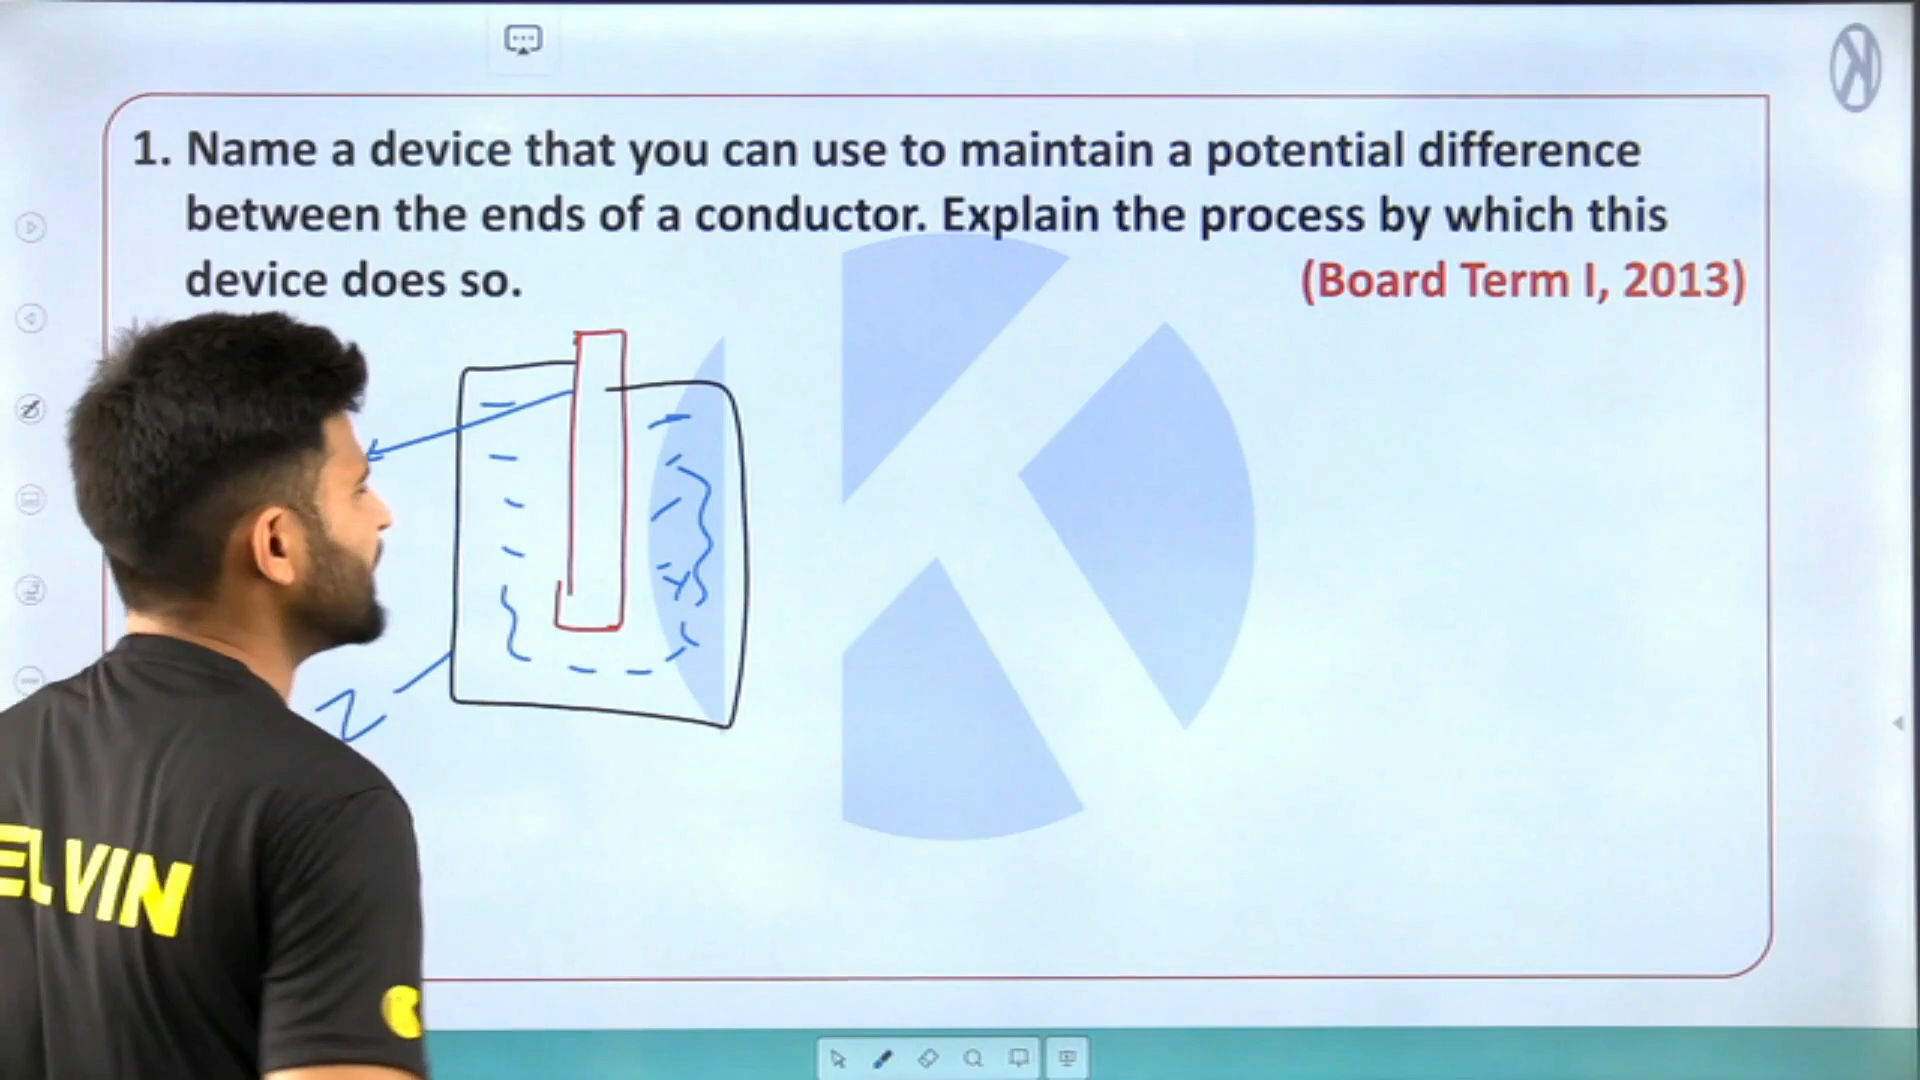 1. Name a device that you can use to maintain a potential difference
between the ends of a conductor. Explain the process by which this
device does so.
(Board Term I, 2013)
ELVIN